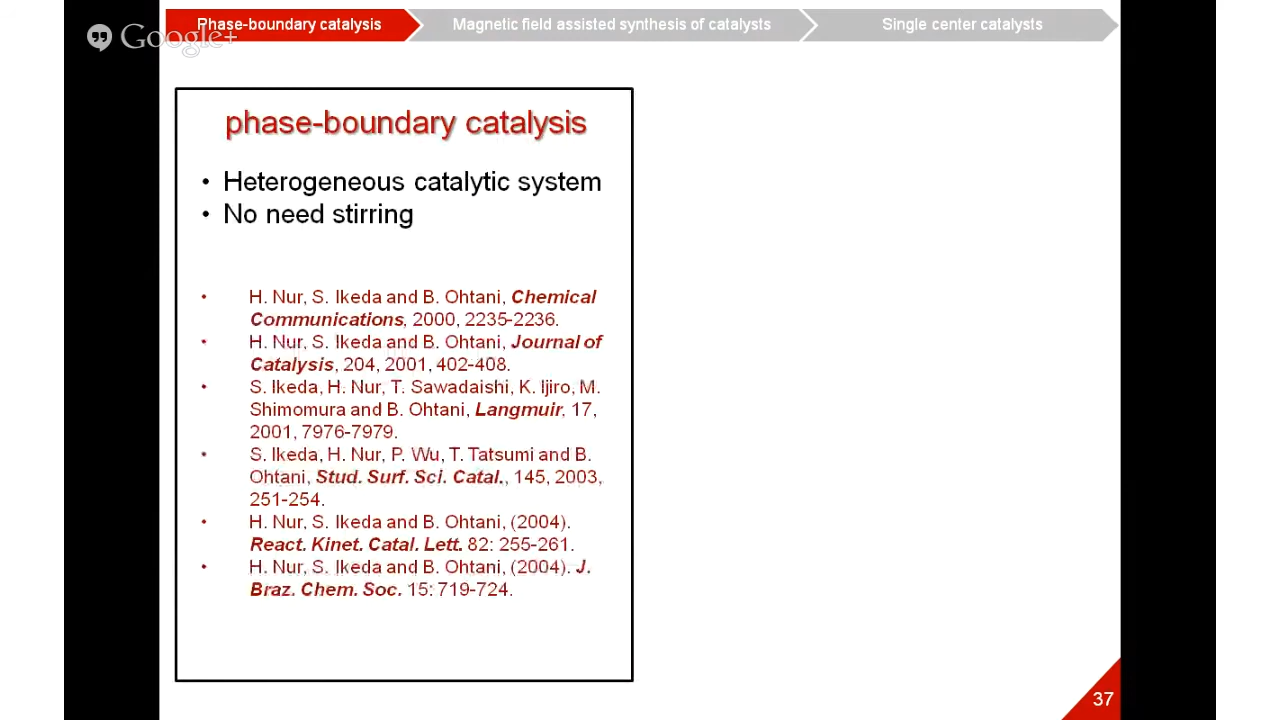 Phase-boundary catalysis
Magnetic field assisted synthesis of catalysts
Single center catalysts
Google+
phase-boundary catalysis
• Heterogeneous catalytic system
• No need stirring
• H. Nur, S. Ikeda and B. Ohtani, Chemical
Communications, 2000, 2235-2236.
• H. Nur, S. Ikeda and B. Ohtani, Journal of
Catalysis, 204, 2001, 402-408.
• S. Ikeda, H. Nur, T. Sawadaishi, K. Ijiro, M.
Shimomura and B. Ohtani, Langmuir, 17,
2001, 7976-7979.
• S. Ikeda, H. Nur, P. Wu, T. Tatsumi and B.
Ohtani, Stud. Surf. Sci. Catal., 145, 2003,
251-254.
• H. Nur, S. Ikeda and B. Ohtani, (2004).
React. Kinet. Catal. Lett. 82: 255-261.
• H. Nur, S. Ikeda and B. Ohtani, (2004). J.
Braz. Chem. Soc. 15: 719-724.
37